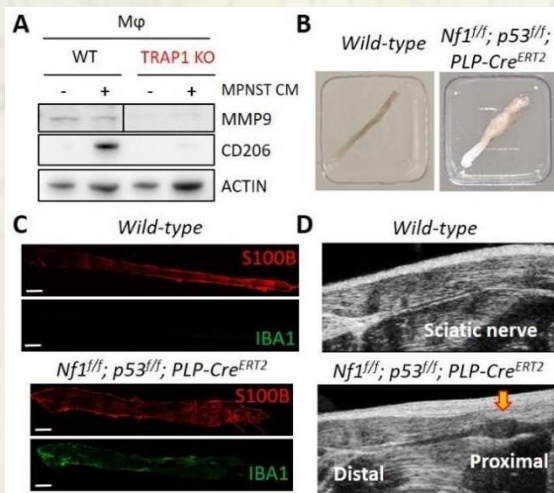 A
Mφ
WT TRAP1 KO
- + - + MPNST CM
MMP9
CD206
ACTIN
B
Wild-type Nf1f/f; p53f/f;
PLP-CreERT2
C
Wild-type
S100B
IBA1
Nf1f/f; p53f/f; PLP-CreERT2
S100B
IBA1
D
Wild-type
Sciatic nerve
Nf1f/f; p53f/f; PLP-CreERT2
Distal Proximal